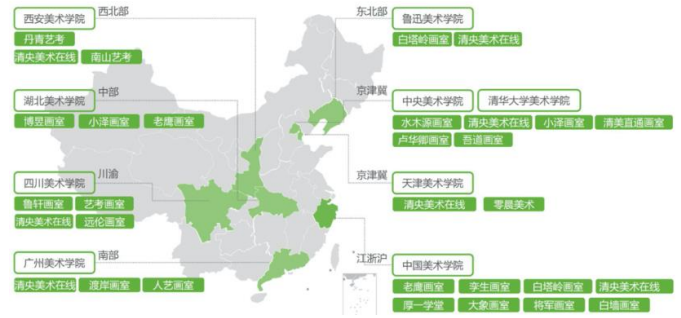 西安美术学院 西北部
丹青艺考
清央美术在线 南山艺考
湖北美术学院 中部
博昱画室 小泽画室 老鹰画室
四川美术学院 川渝
鲁轩画室 艺考画室
清央美术在线 远伦画室
广州美术学院 南部
清央美术在线 渡岸画室 人艺画室
东北部 鲁迅美术学院
白塔岭画室 清央美术在线
京津冀 中央美术学院 清华大学美术学院
水木源画室 清央美术在线 小泽画室 清美直通画室
卢华卿画室 吾道画室
京津冀 天津美术学院
清央美术在线 零晨美术
江浙沪 中国美术学院
老鹰画室 孪生画室 白塔岭画室 清央美术在线
厚一学堂 大象画室 将军画室 白墙画室